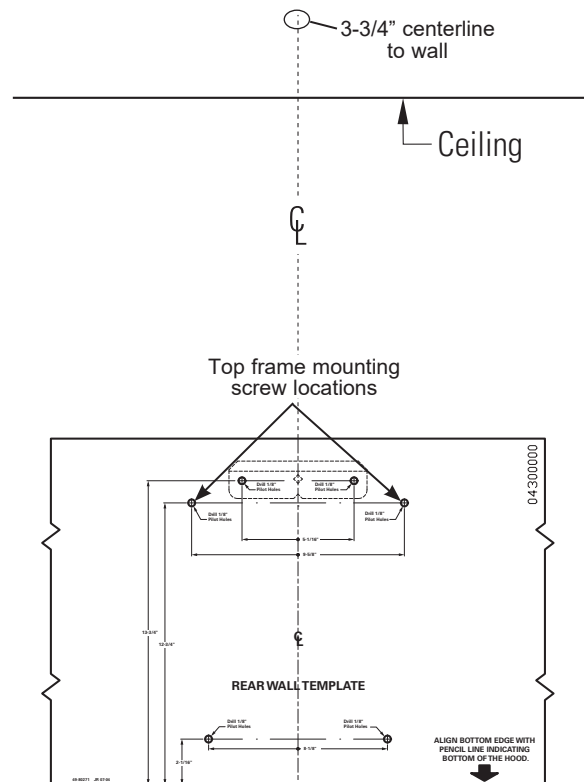 3-3/4” centerline
to wall
Ceiling
℄
Top frame mounting
screw locations
04300000
Drill 1/8"
Pilot Holes
Drill 1/8"
Pilot Holes
Drill 1/8"
Pilot Holes
Drill 1/8"
Pilot Holes
5-1/16"
9-5/8"
13-3/4"
12-3/4"
℄
REAR WALL TEMPLATE
Drill 1/8"
Pilot Holes
Drill 1/8"
Pilot Holes
8-1/8"
2-1/16"
ALIGN BOTTOM EDGE WITH
PENCIL LINE INDICATING
BOTTOM OF THE HOOD.